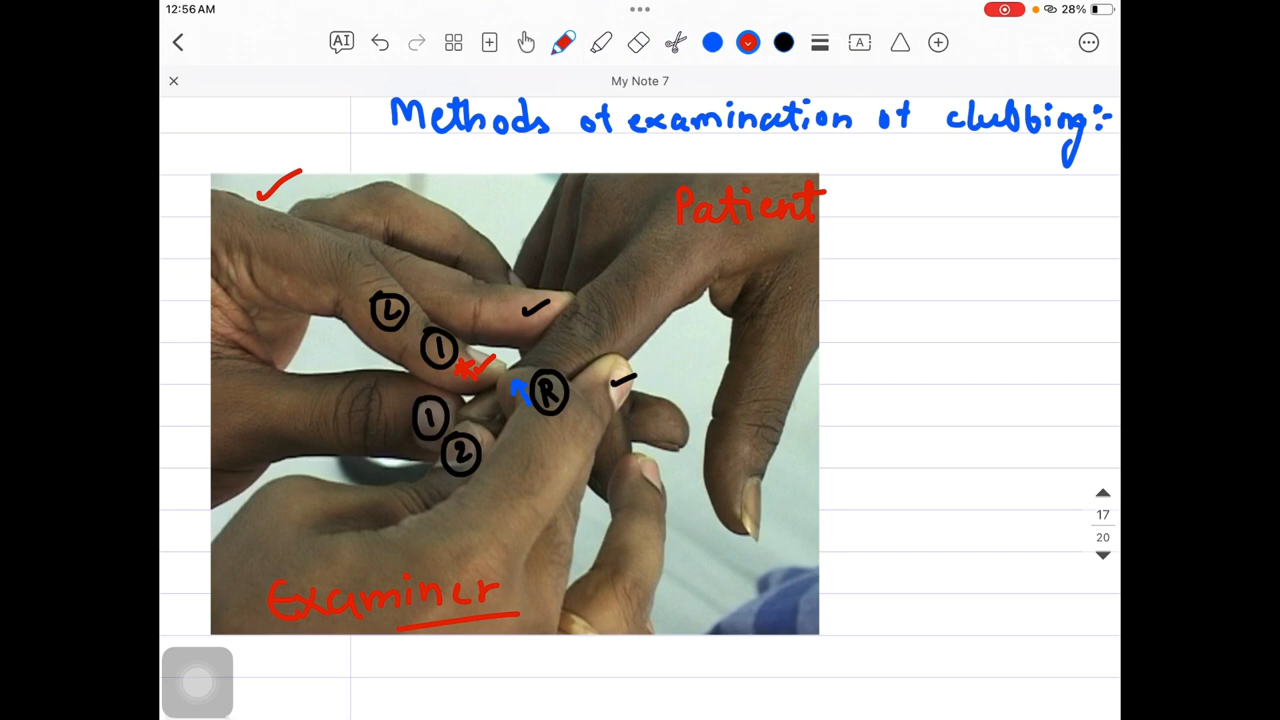 12:56 AM
28%
AI
A
My Note 7
Methods of examination of clubbing:-
Patient
L
1
R
1
2
17
20
Examiner